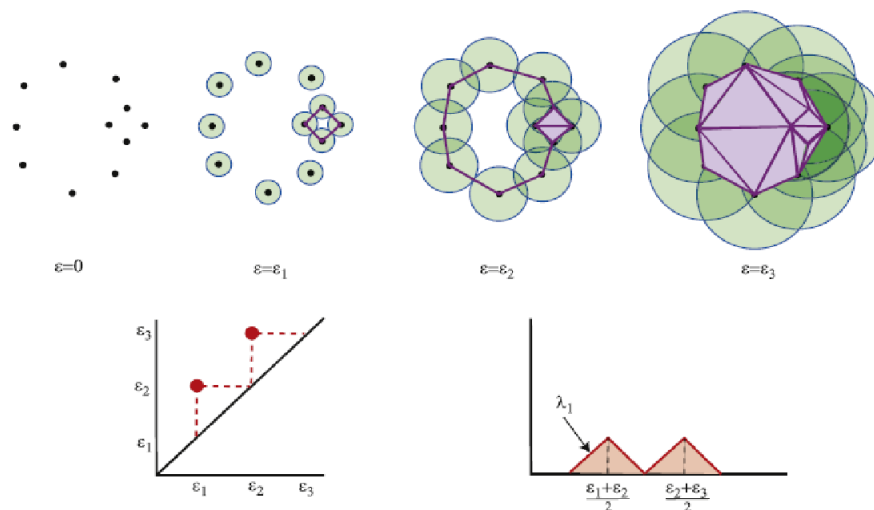 ε=0
ε=ε₁
ε=ε₂
ε=ε₃
ε₃
ε₂
ε₁
ε₁ ε₂ ε₃
λ₁
ε₁+ε₂ ε₂+ε₃
2 2